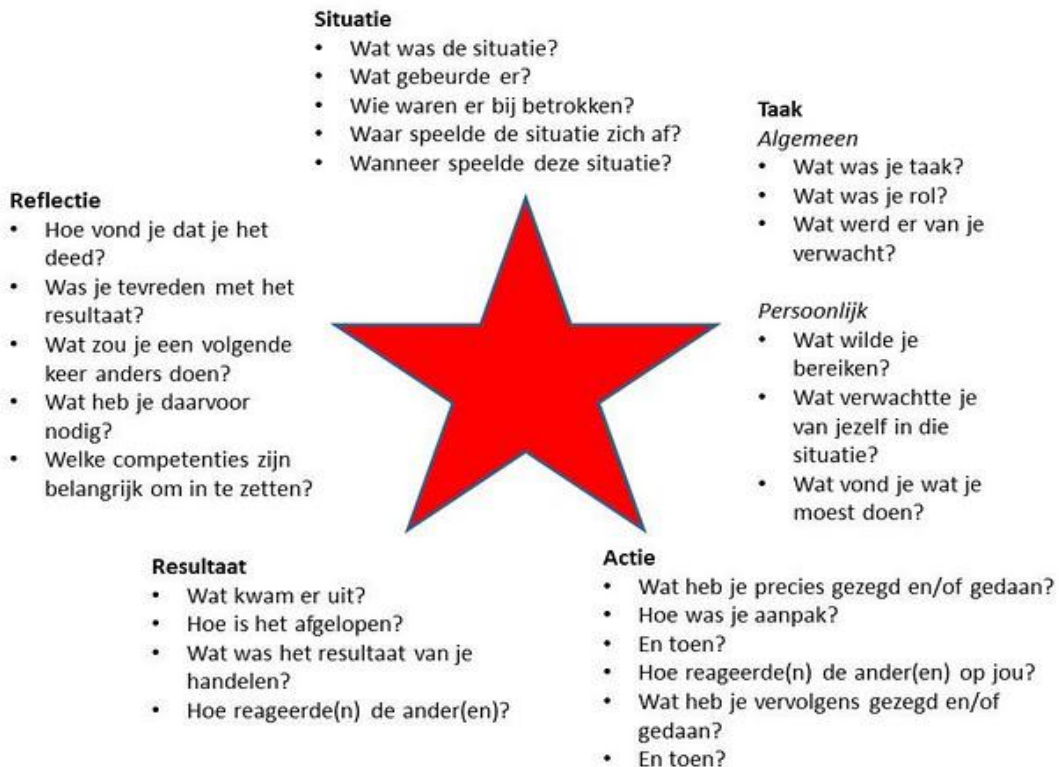 Situatie
• Wat was de situatie?
• Wat gebeurde er?
• Wie waren er bij betrokken?
• Waar speelde de situatie zich af?
• Wanneer speelde deze situatie?
Taak
Algemeen
• Wat was je taak?
• Wat was je rol?
• Wat werd er van je
verwacht?
Persoonlijk
• Wat wilde je
bereiken?
• Wat verwachtte je
van jezelf in die
situatie?
• Wat vond je wat je
moest doen?
Actie
• Wat heb je precies gezegd en/of gedaan?
• Hoe was je aanpak?
• En toen?
• Hoe reageerde(n) de ander(en) op jou?
• Wat heb je vervolgens gezegd en/of
gedaan?
• En toen?
Resultaat
• Wat kwam er uit?
• Hoe is het afgelopen?
• Wat was het resultaat van je
handelen?
• Hoe reageerde(n) de ander(en)?
Reflectie
• Hoe vond je dat je het
deed?
• Was je tevreden met het
resultaat?
• Wat zou je een volgende
keer anders doen?
• Wat heb je daarvoor
nodig?
• Welke competenties zijn
belangrijk om in te zetten?